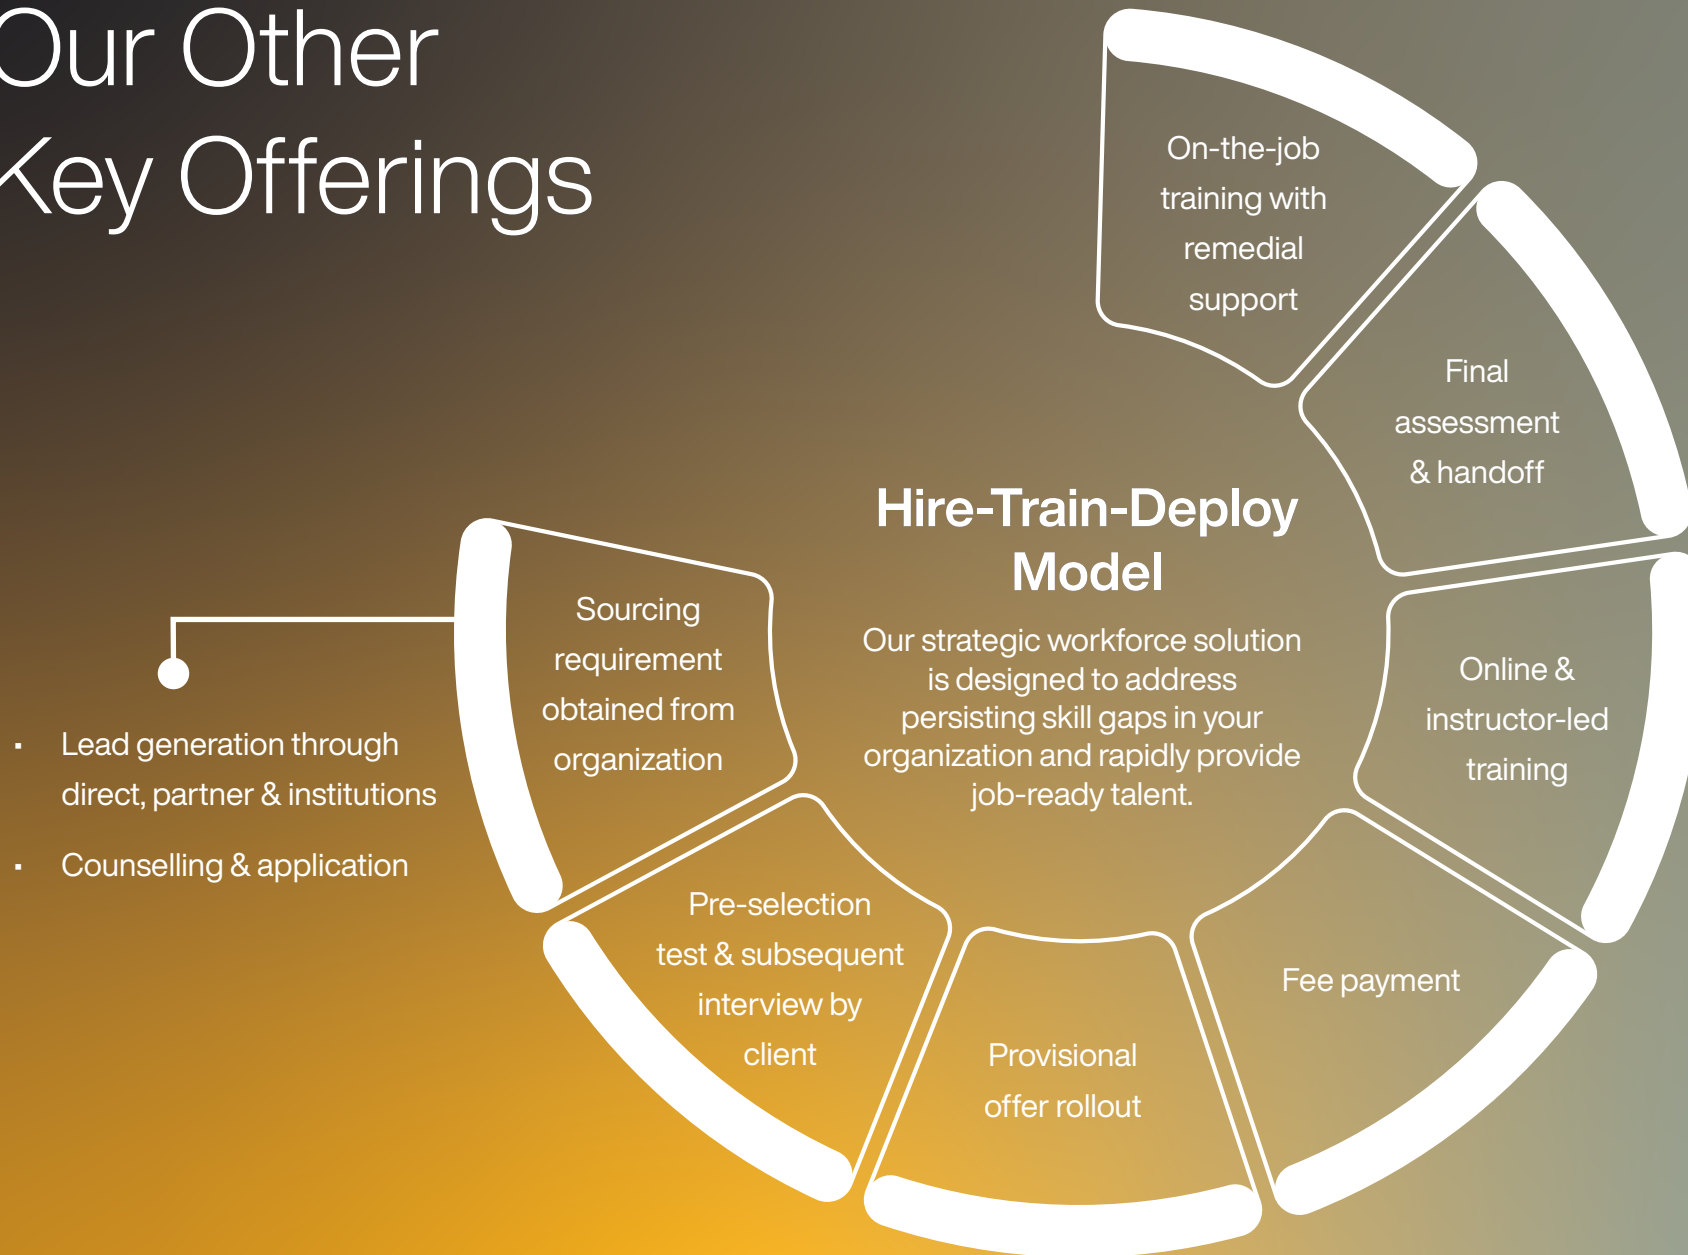 Our Other
Key Offerings
On-the-job
training with
remedial
support
Final
assessment
& handoff
Hire-Train-Deploy
Model
Our strategic workforce solution
is designed to address
persisting skill gaps in your
organization and rapidly provide
job-ready talent.
Online &
instructor-led
training
Sourcing
requirement
obtained from
organization
▪ Lead generation through
direct, partner & institutions
▪ Counselling & application
Pre-selection
test & subsequent
interview by
client
Provisional
offer rollout
Fee payment